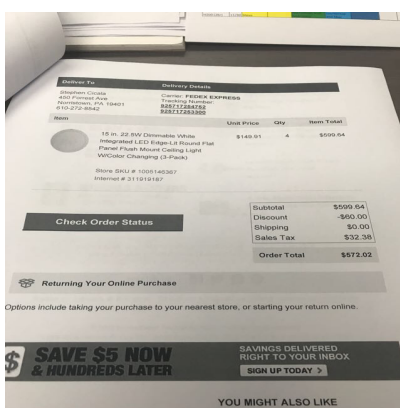 Deliver To
Delivery Details
Stephen Cicala
450 Forrest Ave
Norristown, PA 19401
610-272-8842
Carrier: FEDEX EXPRESS
Tracking Number:
925717264752
925717263300
Item
Unit Price
Qty
Item Total
15 in. 22.5W Dimmable White
Integrated LED Edge-Lit Round Flat
Panel Flush Mount Ceiling Light
W/Color Changing (3-Pack)
$149.91
4
$599.64
Store SKU # 1005145367
Internet # 311919187
Check Order Status
Subtotal $599.64
Discount -$60.00
Shipping $0.00
Sales Tax $32.38
Order Total $572.02
Returning Your Online Purchase
Options include taking your purchase to your nearest store, or starting your return online.
$
SAVE $5 NOW
& HUNDREDS LATER
SAVINGS DELIVERED
RIGHT TO YOUR INBOX
SIGN UP TODAY >
YOU MIGHT ALSO LIKE